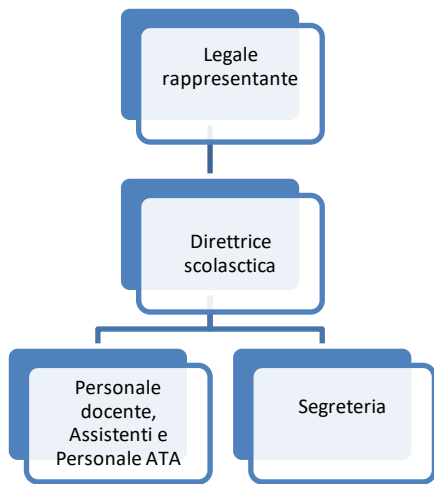 Legale
rappresentante
Direttrice
scolasctica
Personale
docente,
Assistenti e
Personale ATA
Segreteria